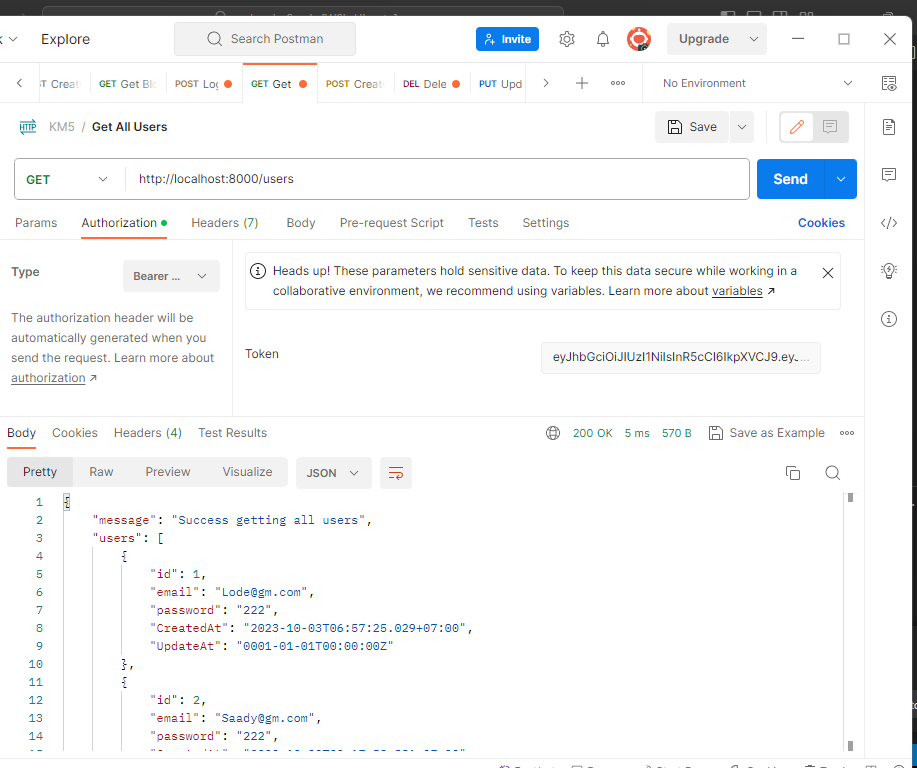 Explore
Search Postman
Invite
Upgrade
ST Creat
GET Get Blo
POST Log
GET Get
POST Creat
DEL Dele
PUT Upd
No Environment
HTTP KM5 / Get All Users
Save
GET
http://localhost:8000/users
Send
Params
Authorization
Headers (7)
Body
Pre-request Script
Tests
Settings
Cookies
Type
Bearer ...
The authorization header will be
automatically generated when you
send the request. Learn more about
authorization ↗
Heads up! These parameters hold sensitive data. To keep this data secure while working in a
collaborative environment, we recommend using variables. Learn more about variables ↗
Token
eyJhbGciOiJIUzI1NiIsInR5cCI6IkpXVCJ9.eyJ...
Body
Cookies
Headers (4)
Test Results
200 OK
5 ms
570 B
Save as Example
Pretty
Raw
Preview
Visualize
JSON
1 {
2 "message": "Success getting all users",
3 "users": [
4 {
5 "id": 1,
6 "email": "Lode@gm.com",
7 "password": "222",
8 "CreatedAt": "2023-10-03T06:57:25.029+07:00",
9 "UpdateAt": "0001-01-01T00:00:00Z"
10 },
11 {
12 "id": 2,
13 "email": "Saady@gm.com",
14 "password": "222",